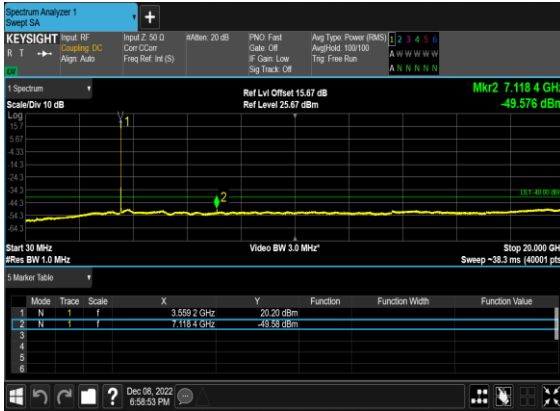 Spectrum Analyzer 1
Swept SA
+
KEYSIGHT Input: RF Input Z: 50 Ω #Atten: 20 dB PNO: Fast Avg Type: Power (RMS) 1 2 3 4 5 6
R T Coupling: DC Corr CCorr Gate: Off Avg|Hold: 100/100 A W W W W W
Align: Auto Freq Ref: Int (S) IF Gain: Low Trig: Free Run
Sig Track: Off A N N N N N
1 Spectrum
Scale/Div 10 dB
Ref Lvl Offset 15.67 dB
Ref Level 25.67 dBm
Mkr2 7.118 4 GHz
-49.576 dBm
Log
15.7
5.67
-4.33
-14.3
-24.3
-34.3
-44.3
-54.3
-64.3
1
2
DL1 -40.00 dBm
Start 30 MHz Video BW 3.0 MHz* Stop 20.000 GHz
#Res BW 1.0 MHz Sweep ~38.3 ms (40001 pts)
5 Marker Table
Mode Trace Scale X Y Function Function Width Function Value
1 N 1 f 3.559 2 GHz 20.20 dBm
2 N 1 f 7.118 4 GHz -49.58 dBm
3
4
5
6
?
Dec 08, 2022
6:58:53 PM